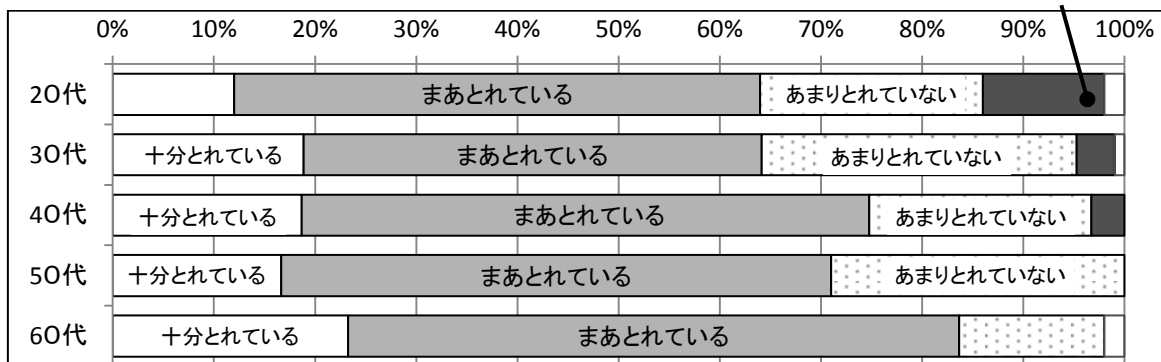 0% 10% 20% 30% 40% 50% 60% 70% 80% 90% 100%
20代 まあとれている あまりとれていない
30代 十分とれている まあとれている あまりとれていない
40代 十分とれている まあとれている あまりとれていない
50代 十分とれている まあとれている あまりとれていない
60代 十分とれている まあとれている